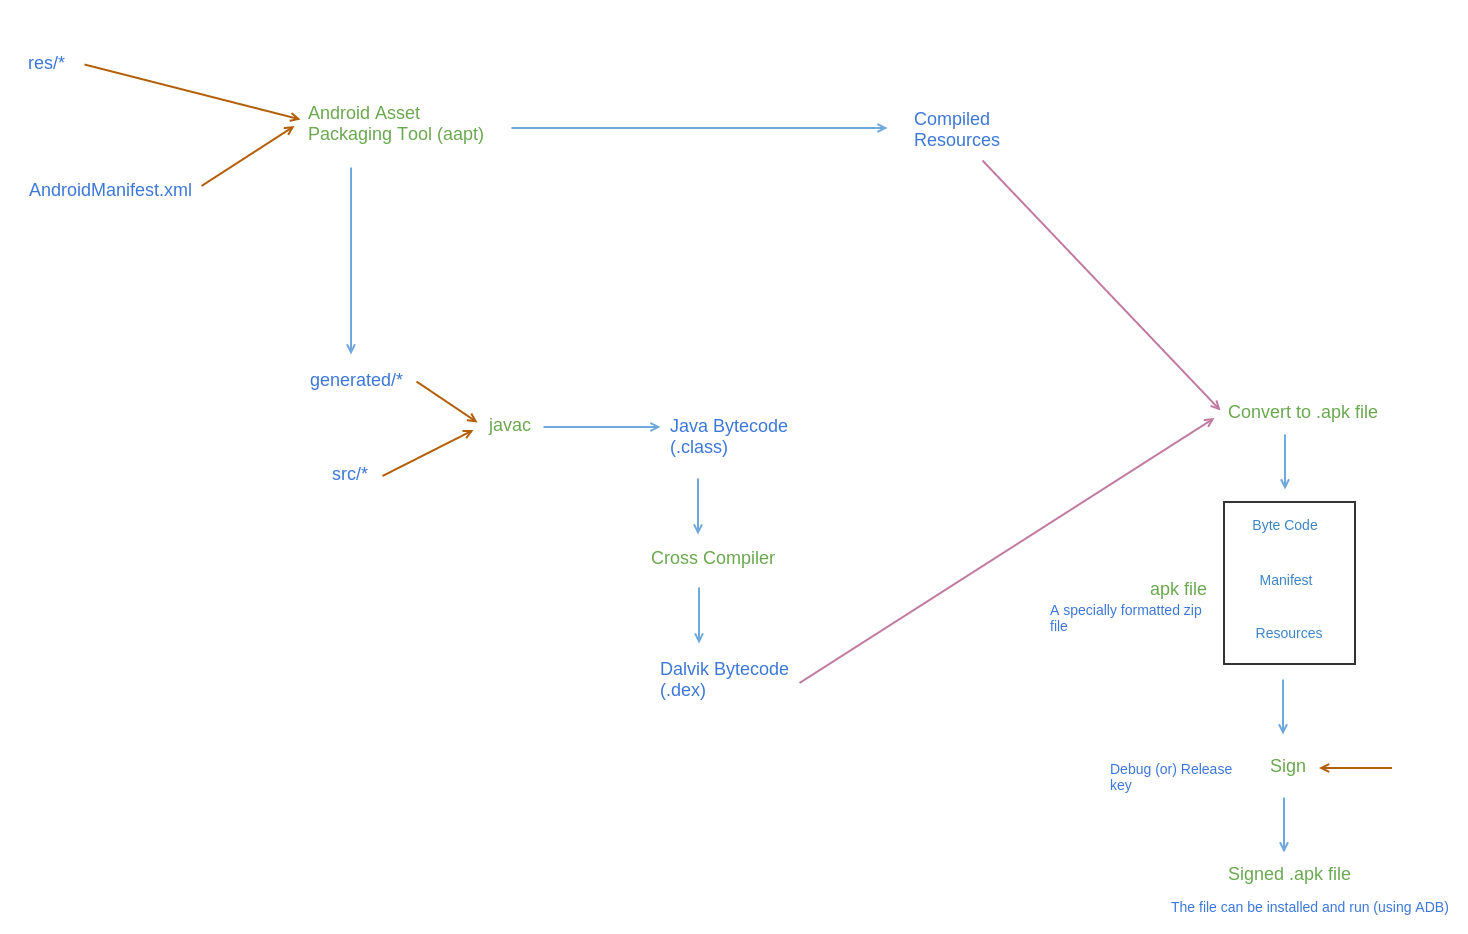 res/*
Android Asset
Packaging Tool (aapt)
Compiled
Resources
AndroidManifest.xml
generated/*
javac
Java Bytecode
(.class)
src/*
Cross Compiler
Dalvik Bytecode
(.dex)
Convert to .apk file
Byte Code
Manifest
Resources
apk file
A specially formatted zip
file
Sign
Debug (or) Release
key
Signed .apk file
The file can be installed and run (using ADB)